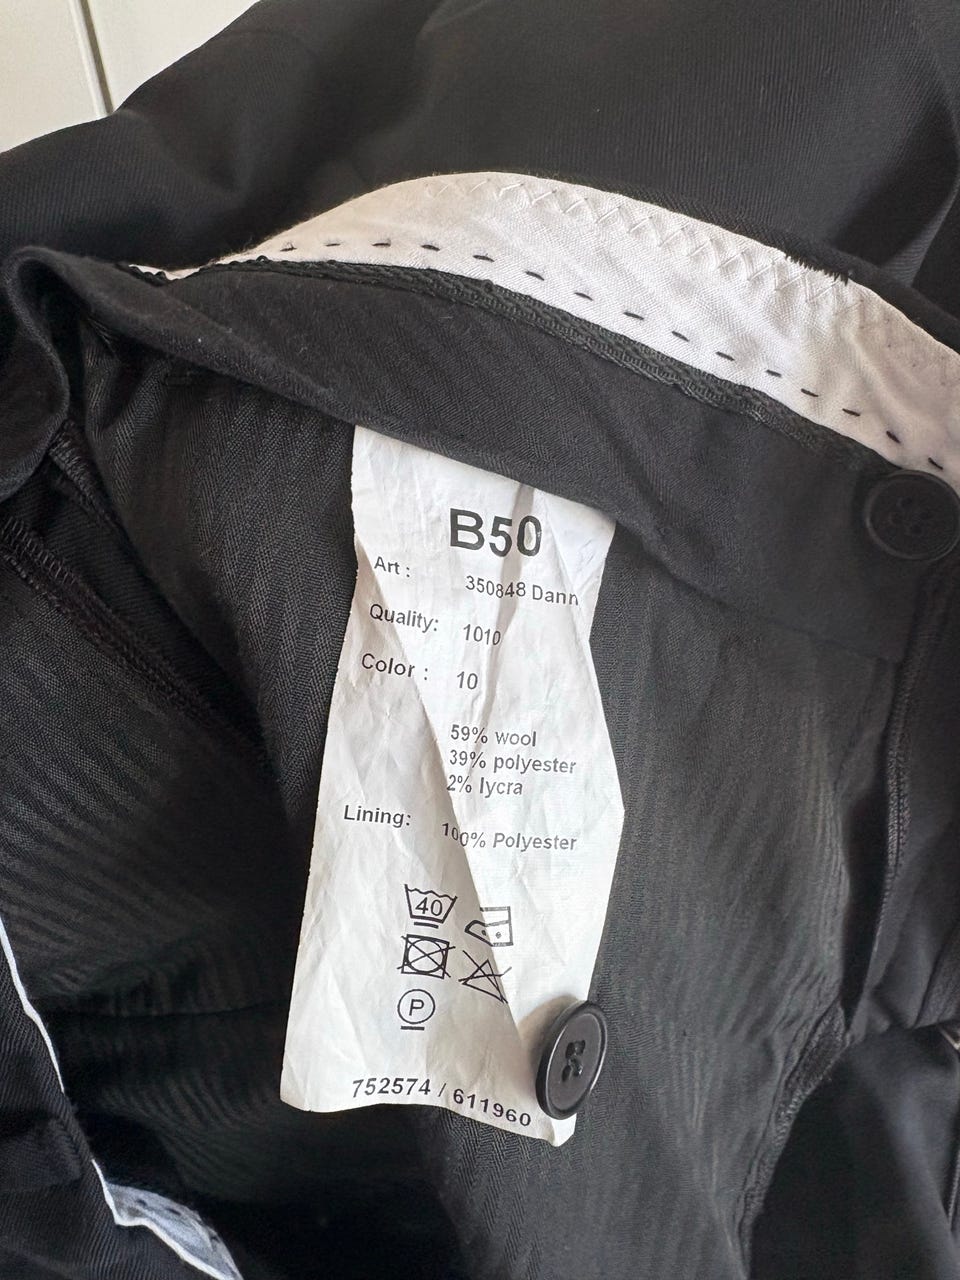 B50
Art : 350848 Dann
Quality: 1010
Color : 10
59% wool
39% polyester
2% lycra
Lining: 100% Polyester
40
P
752574 / 611960